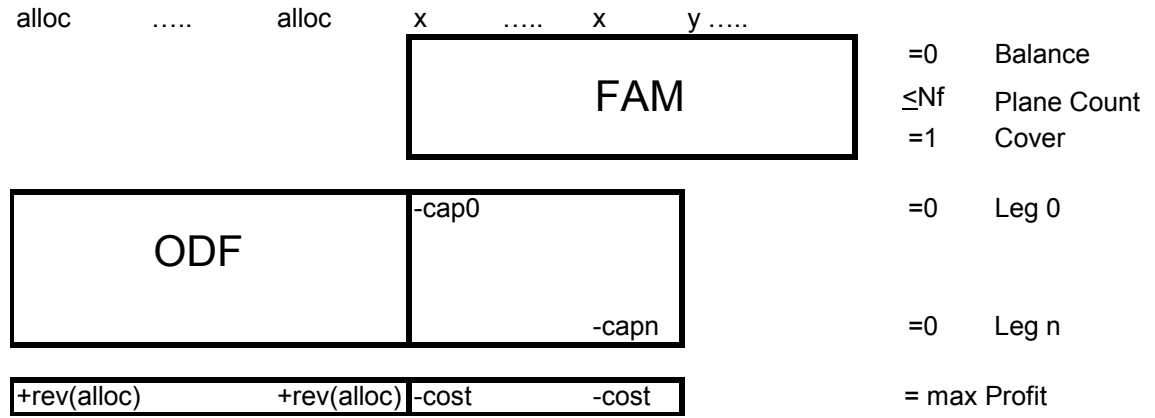 alloc ….. alloc x ….. x y …..
=0 Balance
FAM
≤Nf Plane Count
=1 Cover
-cap0 =0 Leg 0
ODF
-capn =0 Leg n
+rev(alloc) +rev(alloc) -cost -cost = max Profit